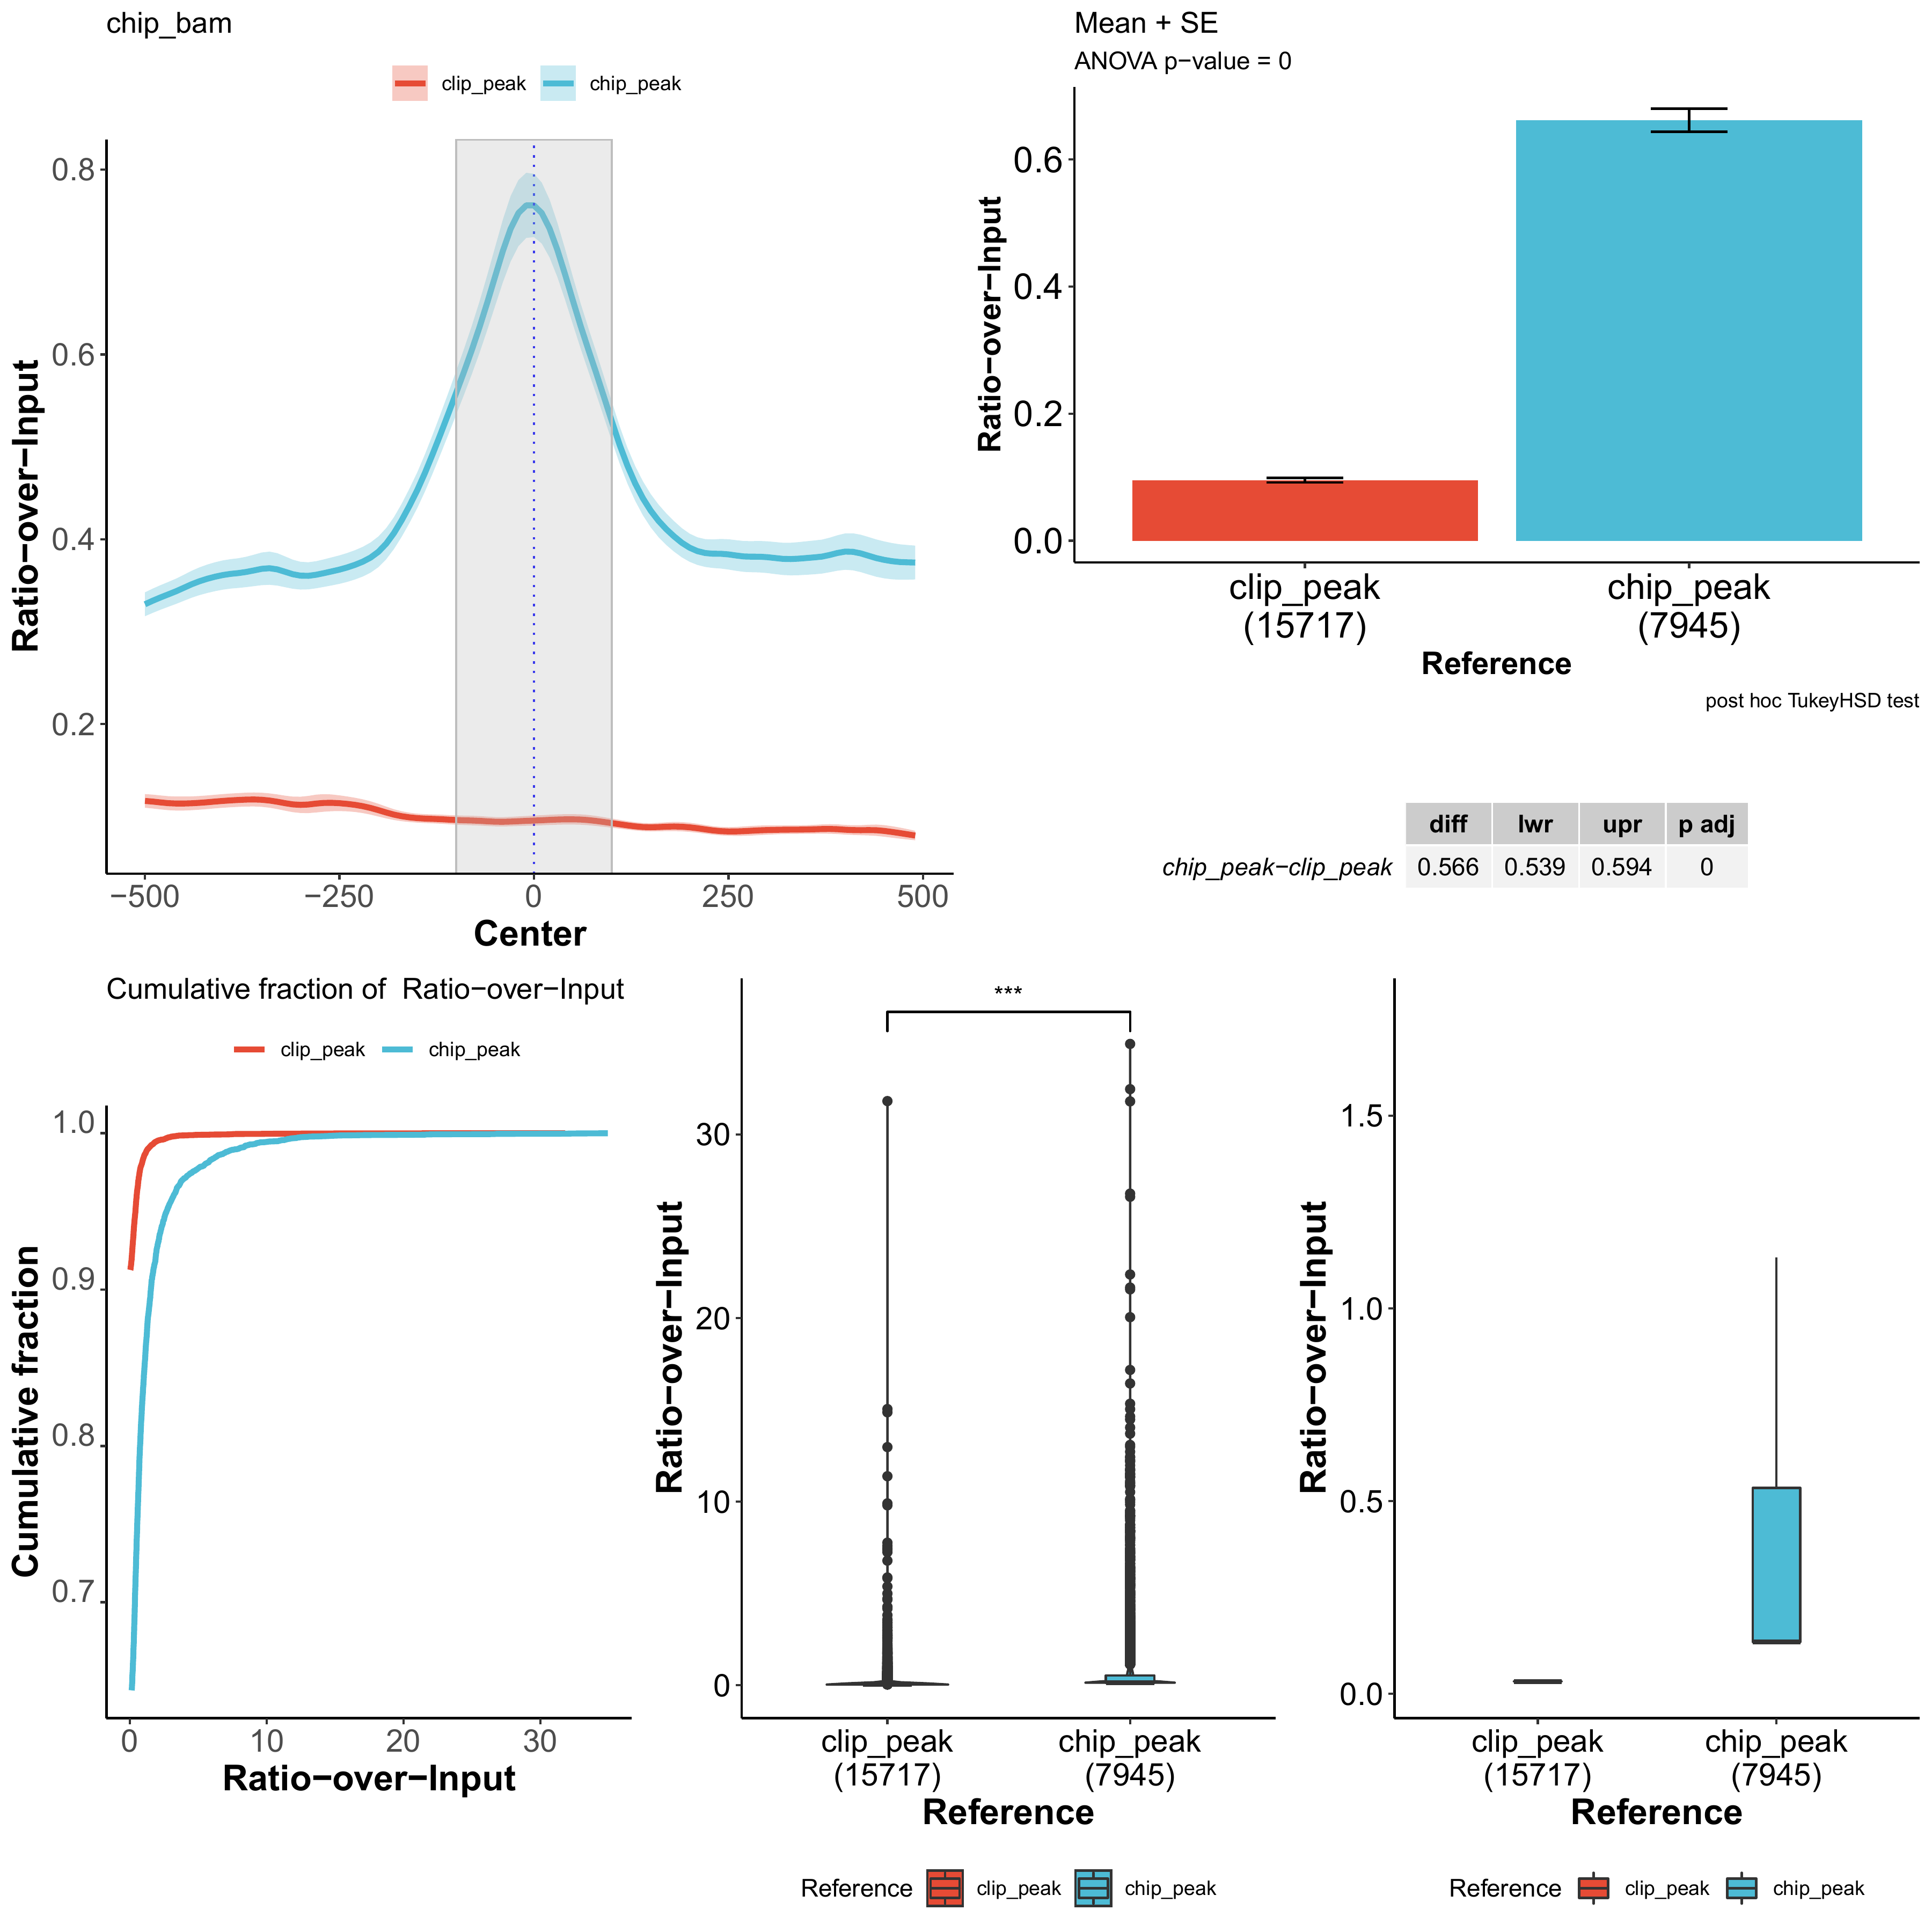 chip_bam
clip_peak chip_peak
Ratio−over−Input
0.8
0.6
0.4
0.2
−500 −250 0 250 500
Center
Mean + SE
ANOVA p−value = 0
Ratio−over−Input
0.6
0.4
0.2
0.0
clip_peak chip_peak
(15717) (7945)
Reference
post hoc TukeyHSD test
diff lwr upr p adj
chip_peak−clip_peak 0.566 0.539 0.594 0
Cumulative fraction of Ratio−over−Input
clip_peak chip_peak
Cumulative fraction
1.0
0.9
0.8
0.7
0 10 20 30
Ratio−over−Input
***
Ratio−over−Input
30
20
10
0
clip_peak chip_peak
(15717) (7945)
Reference
Reference clip_peak chip_peak
Ratio−over−Input
1.5
1.0
0.5
0.0
clip_peak chip_peak
(15717) (7945)
Reference
Reference clip_peak chip_peak